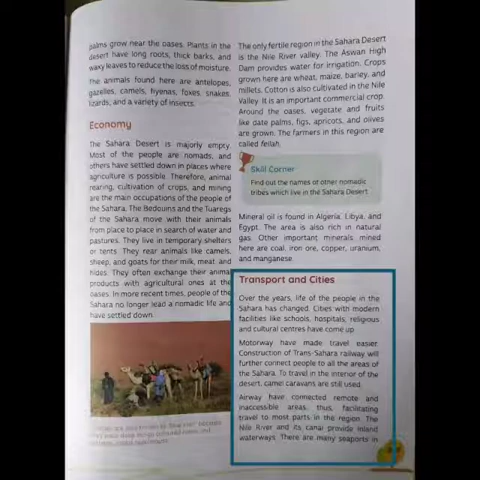 palms grow near the oases. Plants in the
desert have long roots, thick barks, and
waxy leaves to reduce the loss of moisture.
The animals found here are antelopes,
gazelles, camels, hyenas, foxes, snakes,
lizards, and a variety of insects.
Economy
The Sahara Desert is majorly empty.
Most of the people are nomads, and
others have settled down in places where
agriculture is possible. Therefore, animal
rearing, cultivation of crops, and mining
are the main occupations of the people of
the Sahara. The Bedouins and the Tuaregs
of the Sahara move with their animals
from place to place in search of water and
pastures. They live in temporary shelters
or tents. They rear animals like camels,
sheep, and goats for their milk, meat, and
hides. They often exchange their animal
products with agricultural ones at the
oases. In more recent times, people of the
Sahara no longer lead a nomadic life and
have settled down.
The only fertile region in the Sahara Desert
is the Nile River valley. The Aswan High
Dam provides water for irrigation. Crops
grown here are wheat, maize, barley, and
millets. Cotton is also cultivated in the Nile
Valley. It is an important commercial crop.
Around the oases, vegetate and fruits
like date palms, figs, apricots, and olives
are grown. The farmers in this region are
called fellah.
Skill Corner
Find out the names of other nomadic
tribes which live in the Sahara Desert
Mineral oil is found in Algeria, Libya, and
Egypt. The area is also rich in natural
gas. Other important minerals mined
here are coal, iron ore, copper, uranium,
and manganese.
Transport and Cities
Over the years, life of the people in the
Sahara has changed. Cities with modern
facilities like schools, hospitals, religious
and cultural centres have come up.
Motorway have made travel easier.
Construction of Trans-Sahara railway will
further connect people to all the areas of
the Sahara. To travel in the interior of the
desert, camel caravans are still used.
Airway have connected remote and
inaccessible areas, thus, facilitating
travel to most parts in the region. The
Nile River and its canal provide inland
waterways. There are many seaports in